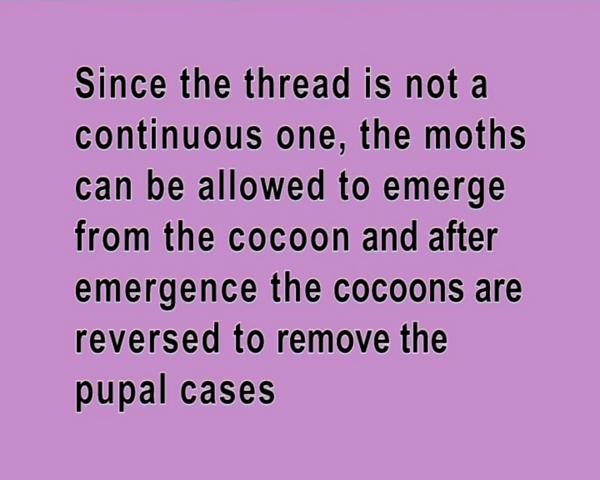 Since the thread is not a
continuous one, the moths
can be allowed to emerge
from the cocoon and after
emergence the cocoons are
reversed to remove the
pupal cases